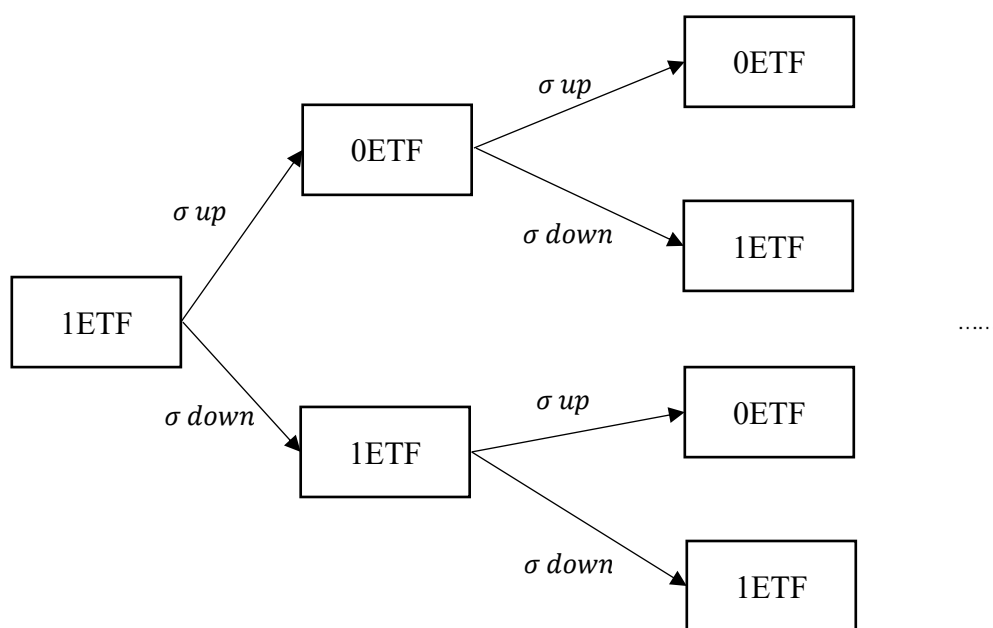 0ETF
σ up
0ETF
σ up
σ down
1ETF
1ETF
…..
σ up
0ETF
σ down
1ETF
σ down
1ETF